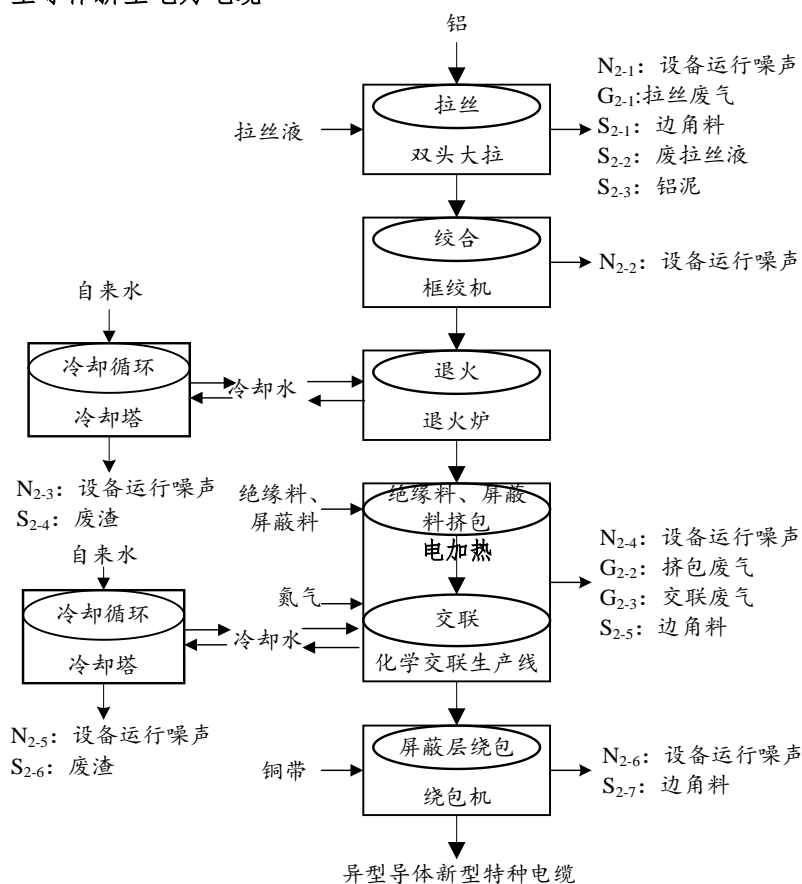 铝
N2-1：设备运行噪声
G2-1:拉丝废气
S2-1：边角料
S2-2：废拉丝液
S2-3：铝泥
拉丝
拉丝液
双头大拉
绞合
框绞机
N2-2：设备运行噪声
自来水
冷却循环
冷却塔
冷却水
退火
退火炉
N2-3：设备运行噪声
S2-4：废渣
绝缘料、
屏蔽料
绝缘料、屏蔽
料挤包
电加热
N2-4：设备运行噪声
G2-2：挤包废气
G2-3：交联废气
S2-5：边角料
自来水
冷却循环
冷却塔
氮气
冷却水
交联
化学交联生产线
N2-5：设备运行噪声
S2-6：废渣
屏蔽层绕包
铜带
绕包机
N2-6：设备运行噪声
S2-7：边角料
异型导体新型特种电缆